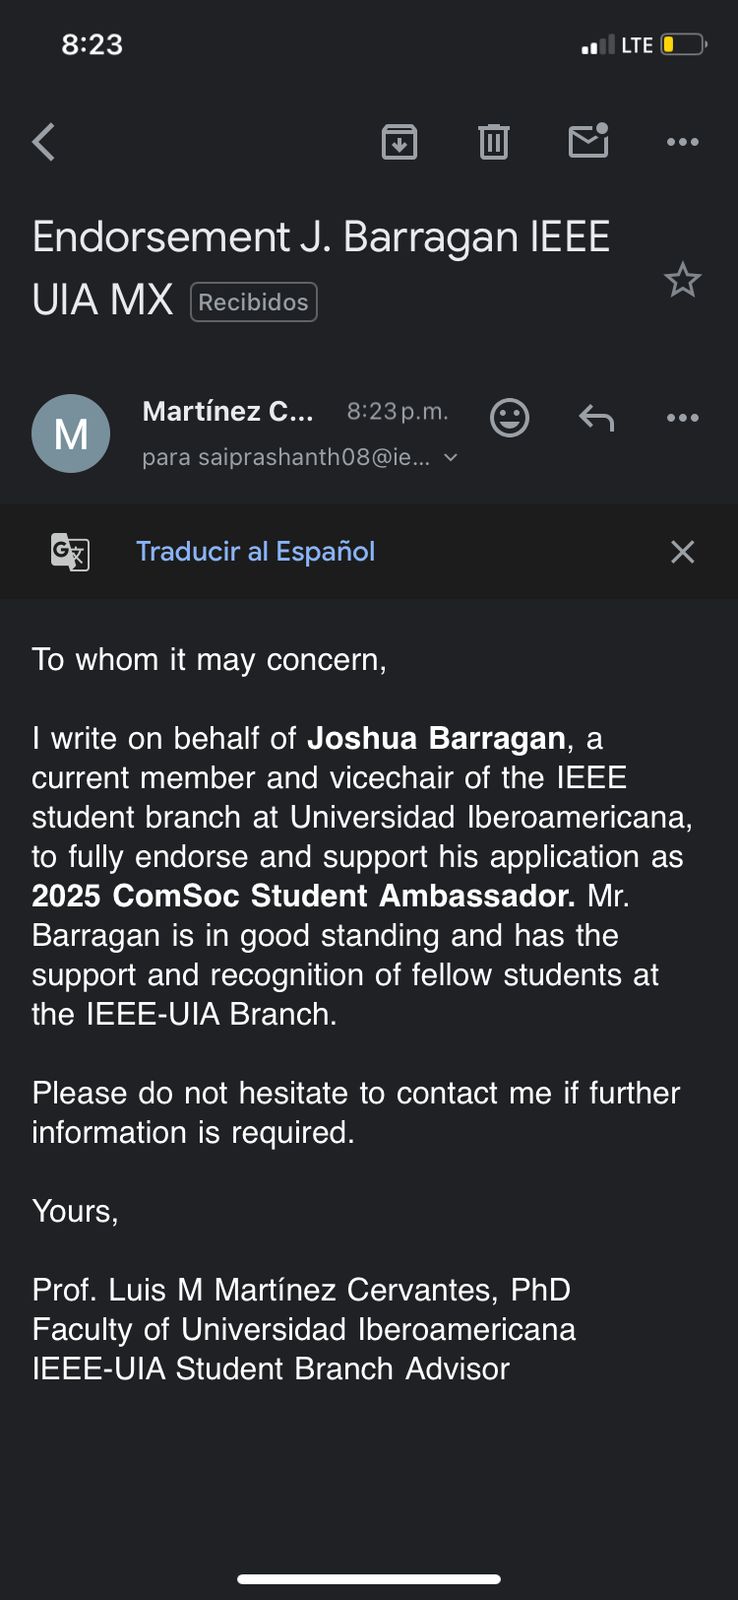 8:23
LTE
Endorsement J. Barragan IEEE
UIA MX Recibidos
M
Martínez C... 8:23 p.m.
para saiprashanth08@ie...
G文 Traducir al Español
To whom it may concern,
I write on behalf of Joshua Barragan, a
current member and vicechair of the IEEE
student branch at Universidad Iberoamericana,
to fully endorse and support his application as
2025 ComSoc Student Ambassador. Mr.
Barragan is in good standing and has the
support and recognition of fellow students at
the IEEE-UIA Branch.
Please do not hesitate to contact me if further
information is required.
Yours,
Prof. Luis M Martínez Cervantes, PhD
Faculty of Universidad Iberoamericana
IEEE-UIA Student Branch Advisor